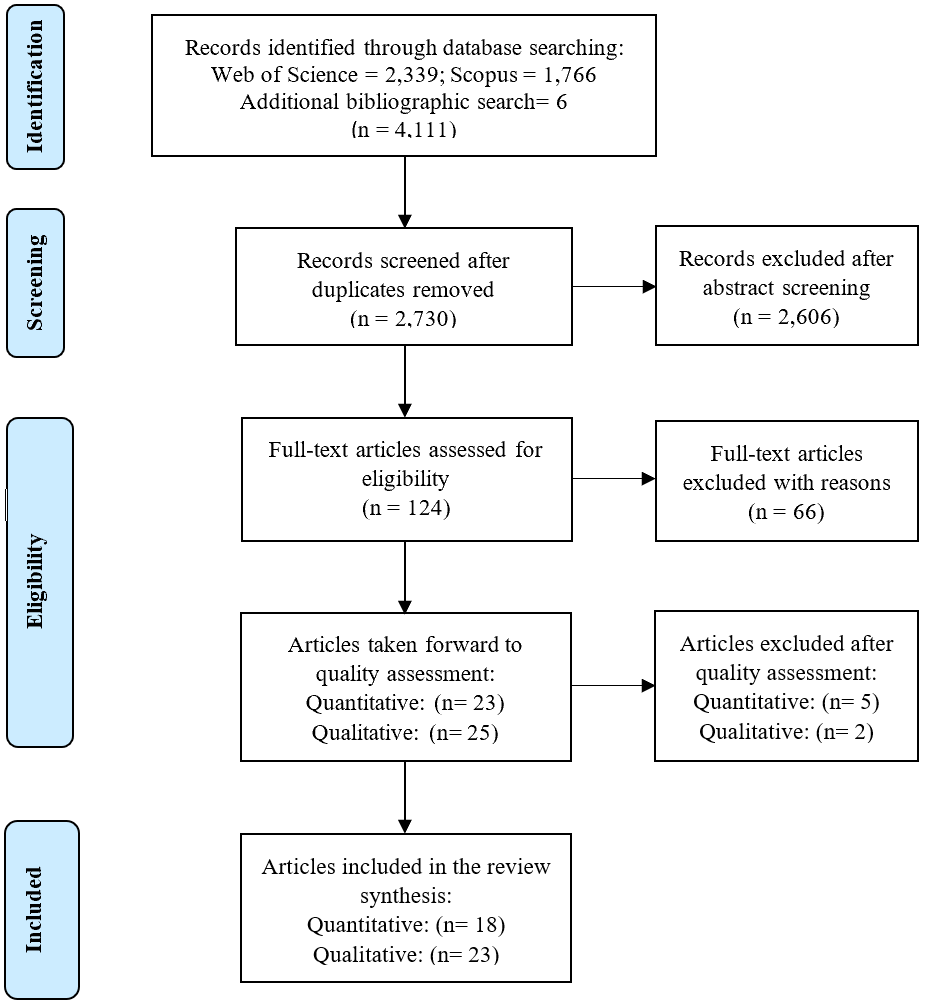 Identification
Records identified through database searching:
Web of Science = 2,339; Scopus = 1,766
Additional bibliographic search= 6
(n = 4,111)
Screening
Records screened after
duplicates removed
(n = 2,730)
Records excluded after
abstract screening
(n = 2,606)
Eligibility
Full-text articles assessed for
eligibility
(n = 124)
Full-text articles
excluded with reasons
(n = 66)
Articles taken forward to
quality assessment:
Quantitative: (n= 23)
Qualitative: (n= 25)
Articles excluded after
quality assessment:
Quantitative: (n= 5)
Qualitative: (n= 2)
Included
Articles included in the review
synthesis:
Quantitative: (n= 18)
Qualitative: (n= 23)